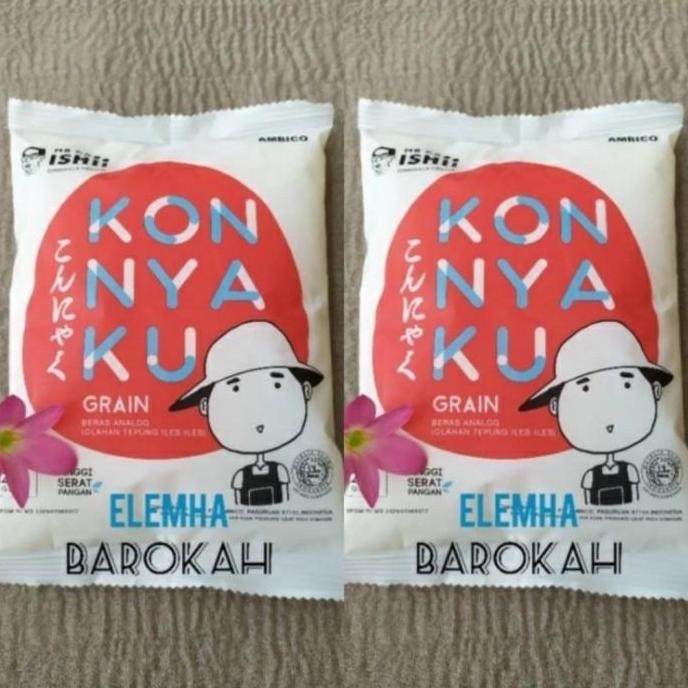 ISHII
AMBICO
KON
NYA
KU
こんにゃく
GRAIN
BERAS ANALOG
(OLAHAN TEPUNG ILES-ILES)
SERAT
PANGAN
ELEMHA
BAROKAH
ISHII
AMBICO
KON
NYA
KU
こんにゃく
GRAIN
BERAS ANALOG
(OLAHAN TEPUNG ILES-ILES)
TINGGI
SERAT
PANGAN
ELEMHA
BAROKAH